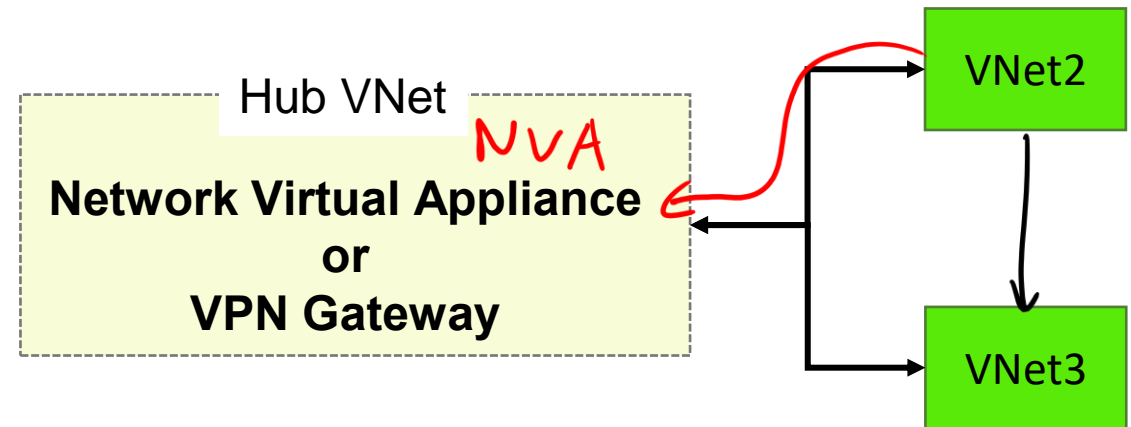 Hub VNet
NVA
Network Virtual Appliance
or
VPN Gateway
VNet2
VNet3